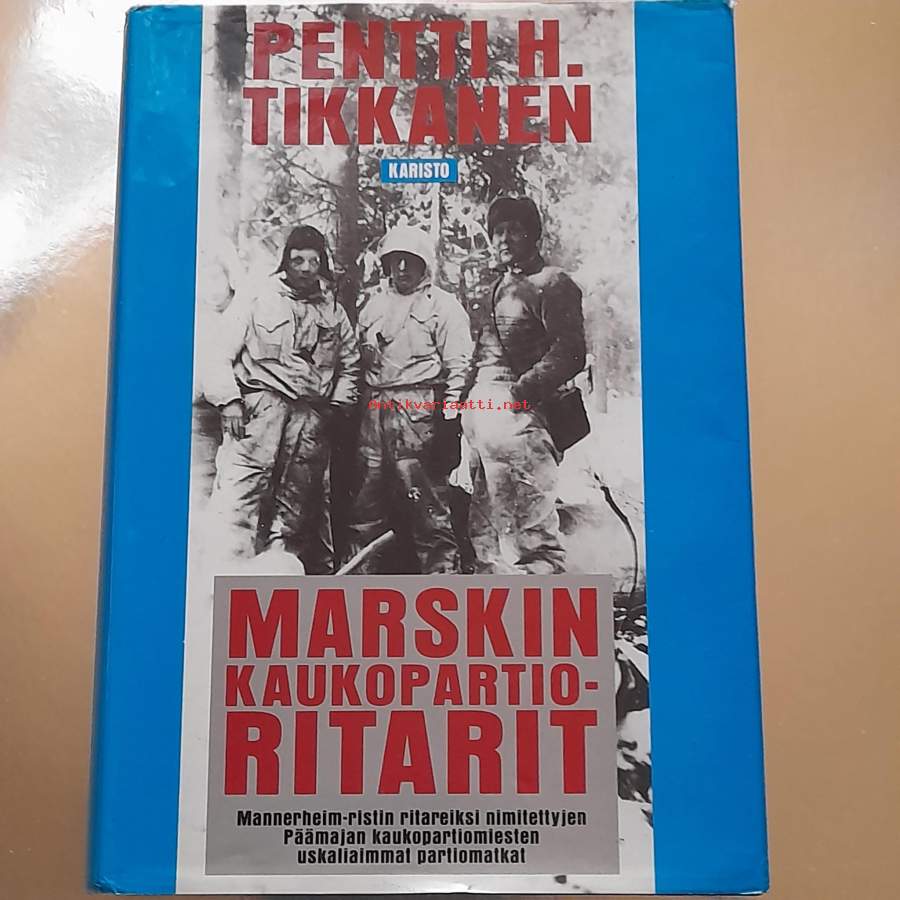 PENTTI H.
TIKKANEN
KARISTO
antikvariaatti.net
MARSKIN
KAUKOPARTIO-
RITARIT
Mannerheim-ristin ritareiksi nimitettyjen
Päämajan kaukopartiomiesten
uskaliaimmat partiomatkat